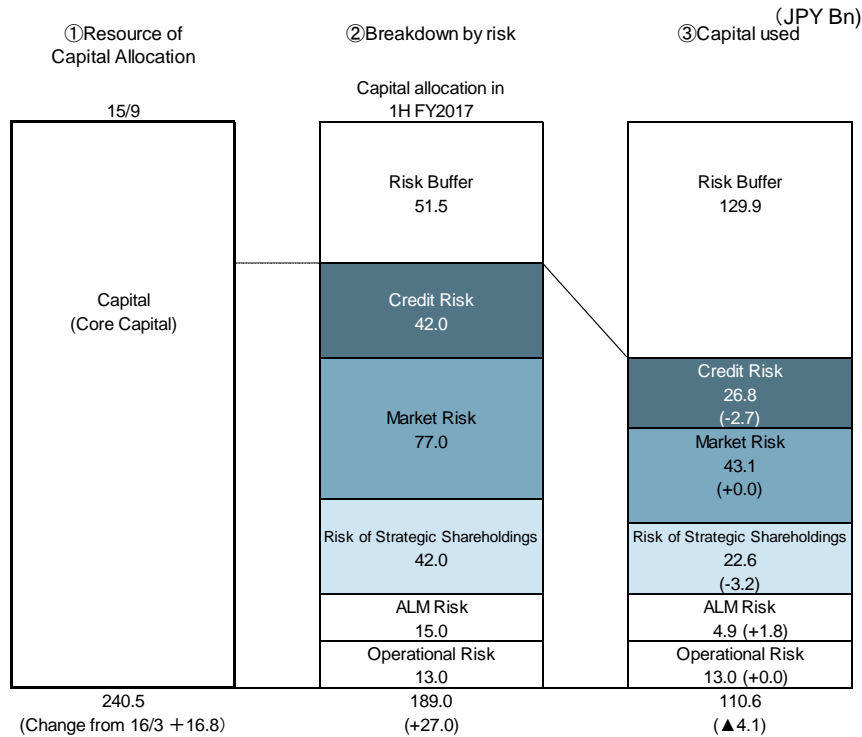 (JPY Bn)
①Resource of
Capital Allocation
②Breakdown by risk
③Capital used
15/9
Capital allocation in
1H FY2017
Capital
(Core Capital)
240.5
(Change from 16/3 ＋16.8)
Risk Buffer
51.5
Credit Risk
42.0
Market Risk
77.0
Risk of Strategic Shareholdings
42.0
ALM Risk
15.0
Operational Risk
13.0
189.0
(+27.0)
Risk Buffer
129.9
Credit Risk
26.8
(-2.7)
Market Risk
43.1
(+0.0)
Risk of Strategic Shareholdings
22.6
(-3.2)
ALM Risk
4.9 (+1.8)
Operational Risk
13.0 (+0.0)
110.6
(▲4.1)